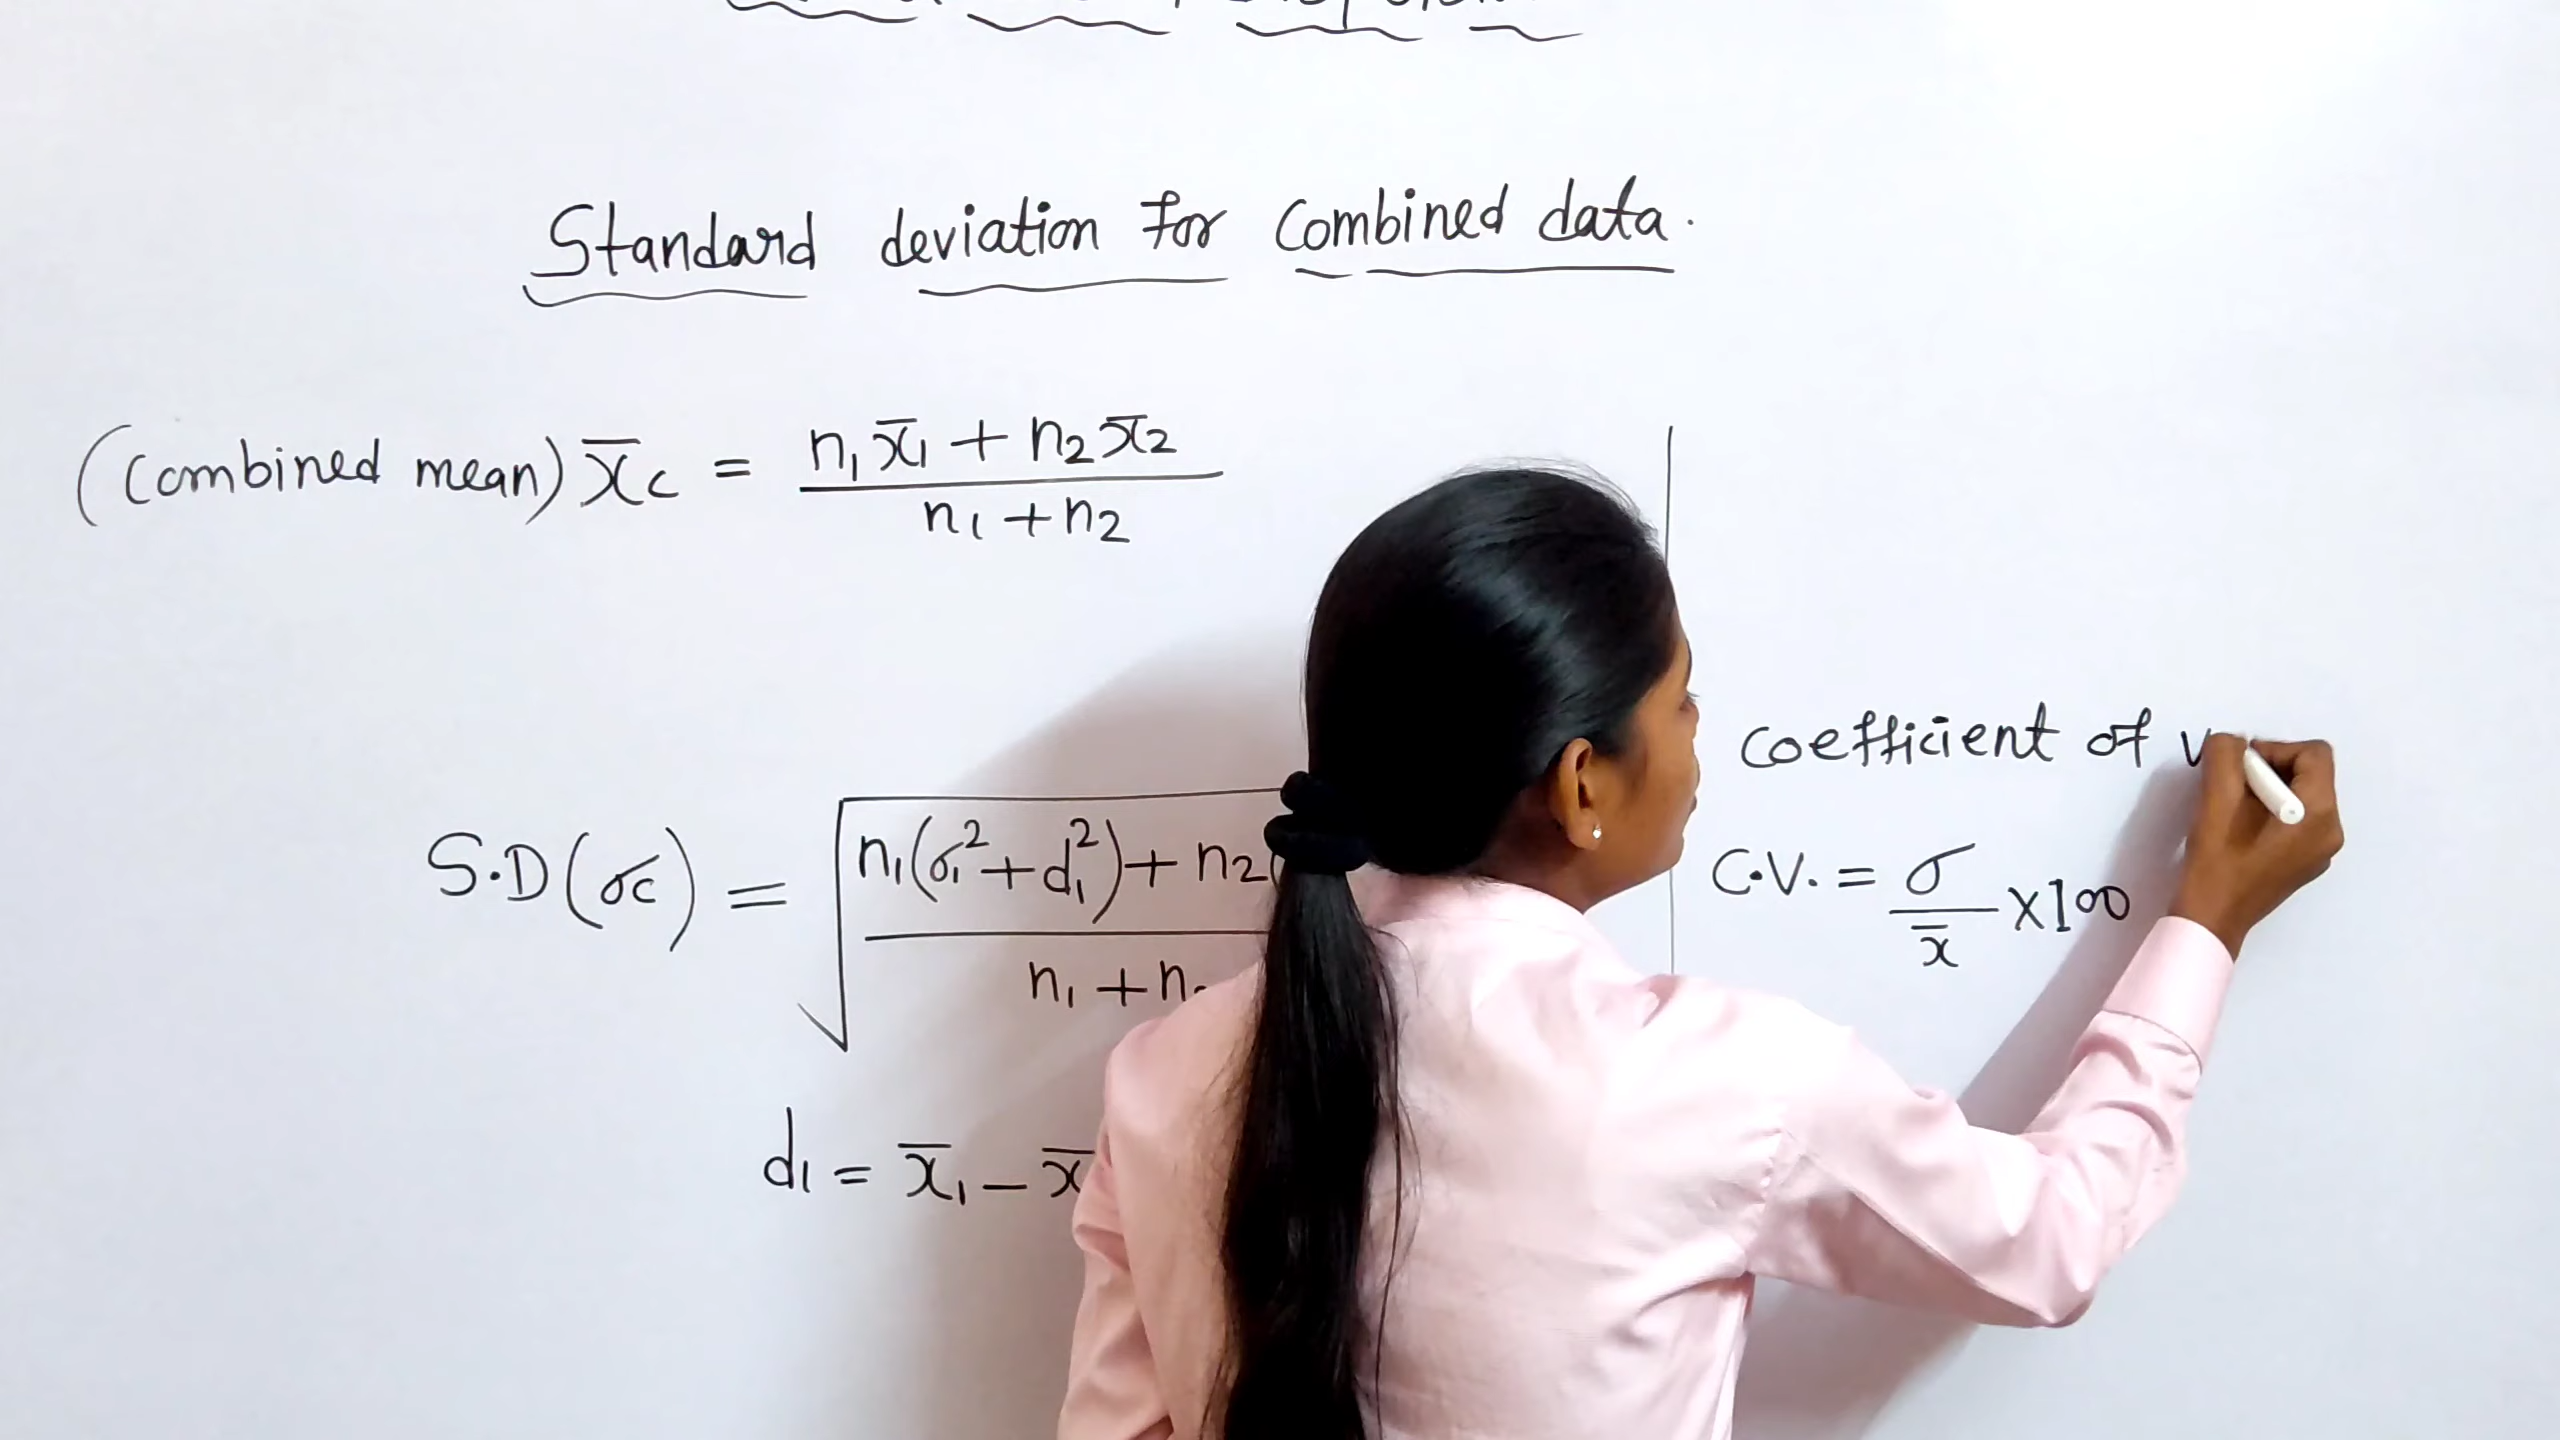 Standard deviation for combined data.
(Combined mean) x̄c = n₁x̄₁ + n₂x̄₂ / n₁ + n₂
S.D (σc) = √ n₁(σ₁² + d₁²) + n₂( / n₁ + n
d₁ = x̄₁ – x̄
coefficient of v
C.V. = σ / x̄ × 100